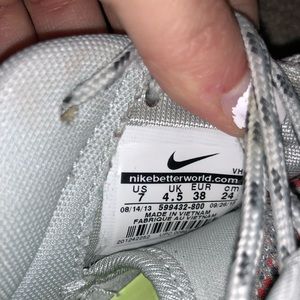 VH
nikebetterworld.com
US UK EUR cm
7 4.5 38 24
08/14/13 599432-800
MADE IN VIETNAM
FABRIQUE AU VIETNAM